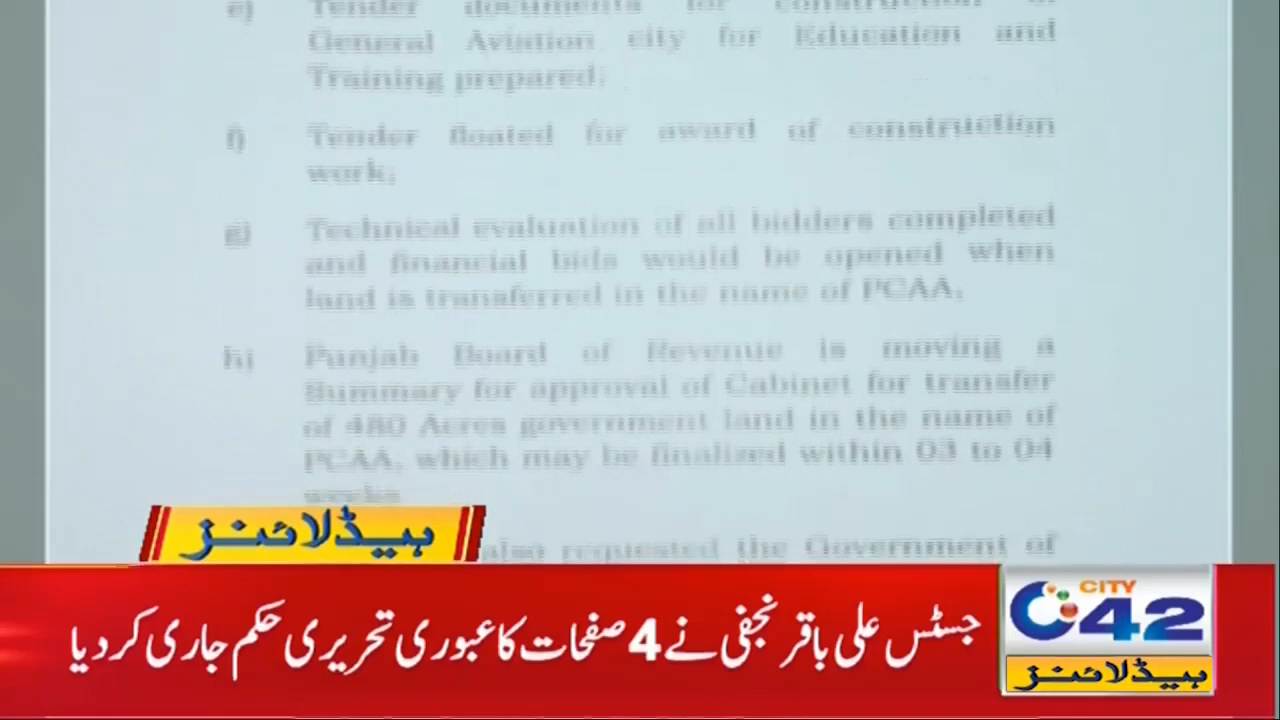 e) Tender documents for construction of
General Aviation city for Education and
Training prepared;
f) Tender floated for award of construction
work;
g) Technical evaluation of all bidders completed
and financial bids would be opened when
land is transferred in the name of PCAA.
h) Punjab Board of Revenue is moving a
Summary for approval of Cabinet for transfer
of 480 Acres government land in the name of
PCAA, which may be finalized within 03 to 04
weeks
also requested the Government of
ہیڈلائنز
جسٹس علی باقر نجفی نے 4 صفحات کا عبوری تحریری حکم جاری کردیا
CITY
42
ہیڈلائنز